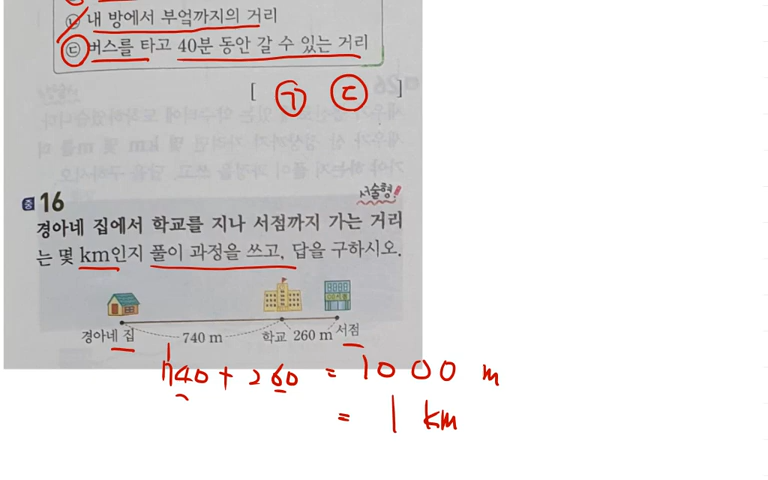 ㉡ 내 방에서 부엌까지의 거리
㉢ 버스를 타고 40분 동안 갈 수 있는 거리
[ ㉠ ㉢ ]
중 16
서술형!
경아네 집에서 학교를 지나 서점까지 가는 거리
는 몇 km인지 풀이 과정을 쓰고, 답을 구하시오.
경아네 집 740 m 학교 260 m 서점
740 + 260 = 1000 m
= 1 km